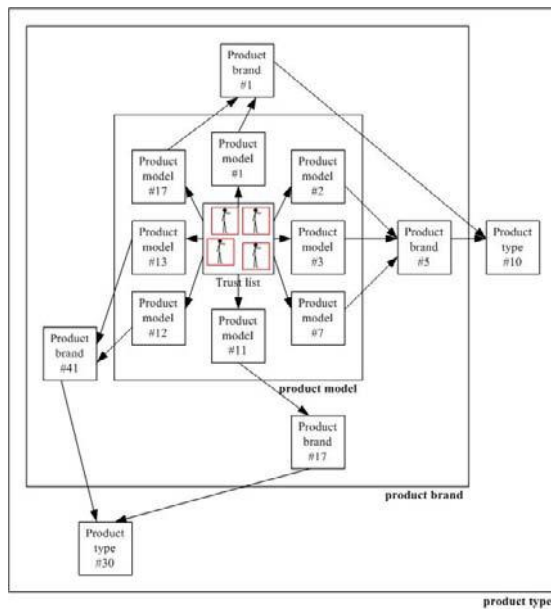 Product
brand
#1
Product
model
#17
Product
model
#1
Product
model
#2
Product
model
#13
Trust list
Product
model
#3
Product
brand
#5
Product
type
#10
Product
model
#12
Product
model
#11
Product
model
#7
Product
brand
#41
product model
Product
brand
#17
product brand
Product
type
#30
product type